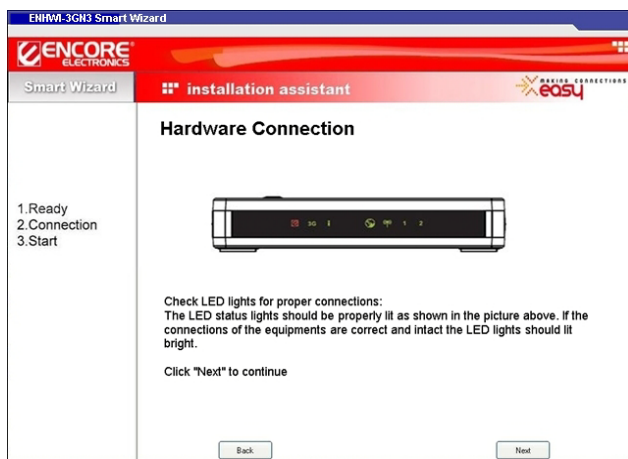 ENHWI-3GN3 Smart Wizard
ENCORE
ELECTRONICS
Smart Wizard
installation assistant
MAKING CONNECTIONS
easy
Hardware Connection
1.Ready
2.Connection
3.Start
3G 1 2
Check LED lights for proper connections:
The LED status lights should be properly lit as shown in the picture above. If the
connections of the equipments are correct and intact the LED lights should lit
bright.
Click "Next" to continue
Back
Next